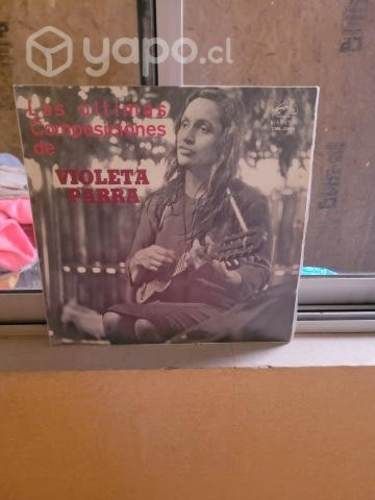 yapo.cl
Las últimas
Composiciones
de
VIOLETA
PARRA